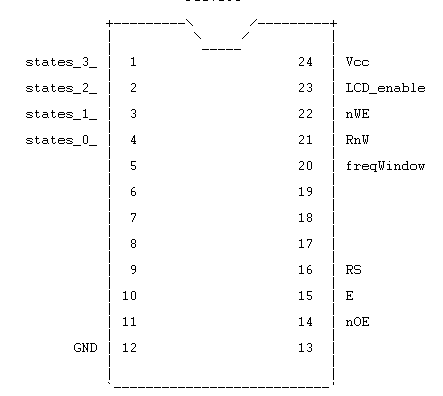 states_3_ 1 24 Vcc
states_2_ 2 23 LCD_enable
states_1_ 3 22 nWE
states_0_ 4 21 RnW
5 20 freqWindow
6 19
7 18
8 17
9 16 RS
10 15 E
11 14 nOE
GND 12 13